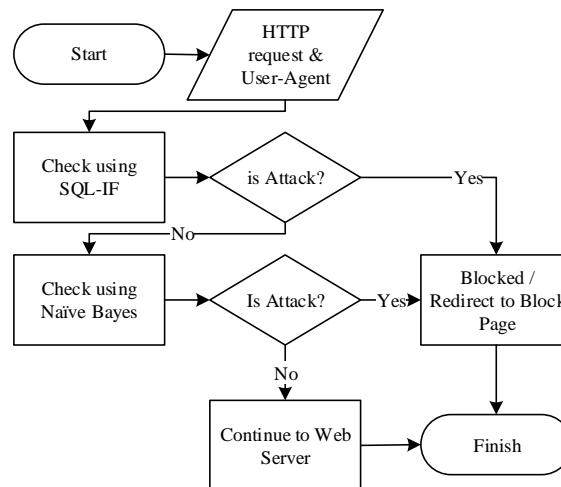 Start
HTTP
request &
User-Agent
Check using
SQL-IF
is Attack?
Yes
No
Check using
Naïve Bayes
Is Attack?
Yes
Blocked /
Redirect to Block
Page
No
Continue to Web
Server
Finish